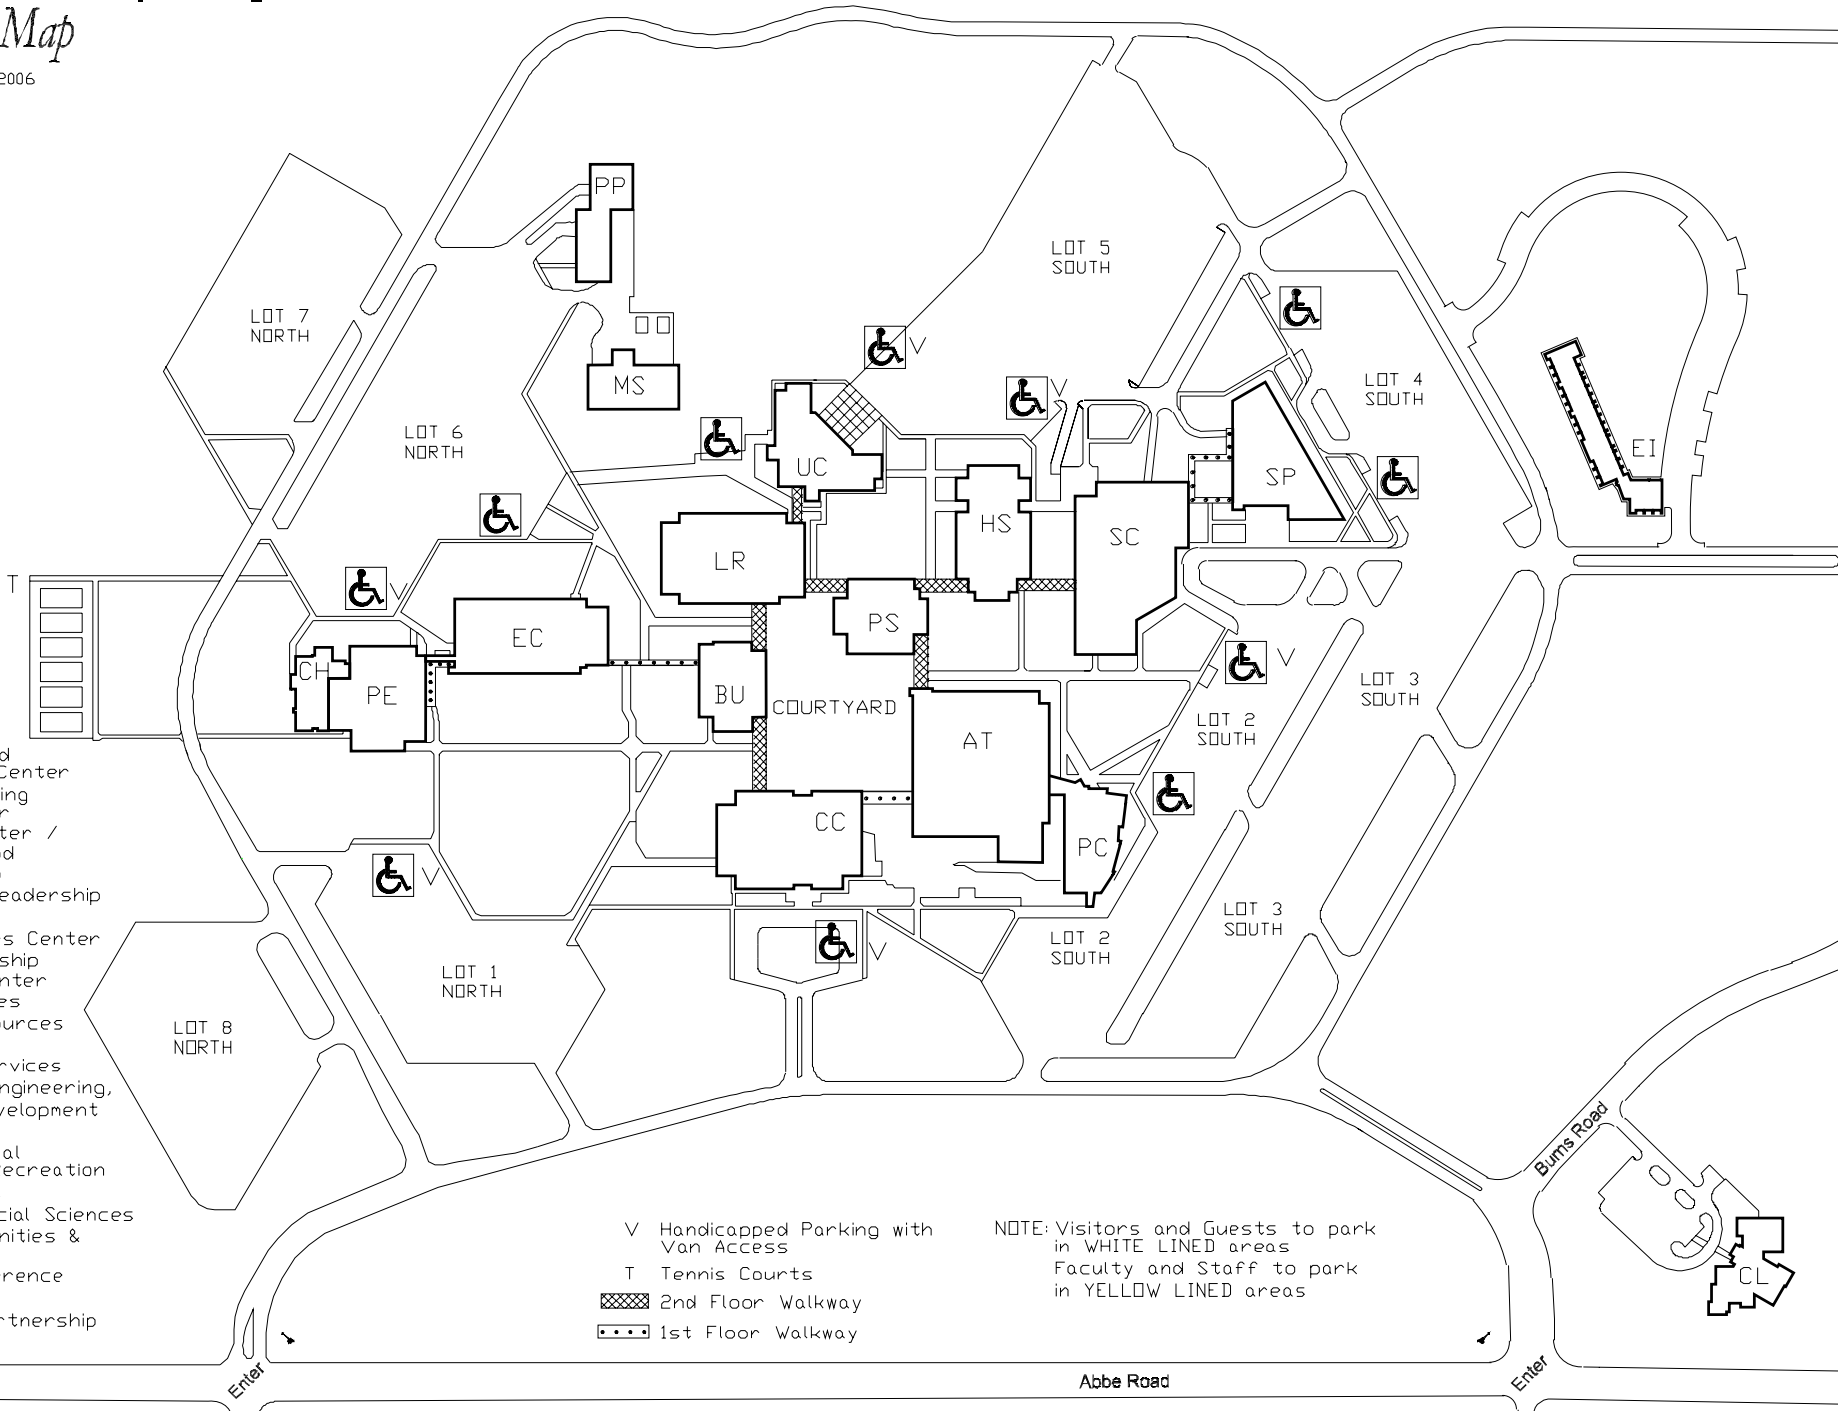 Map
2006
PP
LOT 5
SOUTH
LOT 7
NORTH
V
MS
V
LOT 4
SOUTH
LOT 6
NORTH
UC
SP
EI
HS
SC
LR
T
V
PS
EC
CH
PE
BU
COURTYARD
V
LOT 3
SOUTH
LOT 2
SOUTH
AT
d
Center
ing
r
ter /
d
CC
PC
V
eadership
LOT 3
SOUTH
s Center
ship
nter
es
ources
V
LOT 2
SOUTH
LOT 1
NORTH
LOT 8
NORTH
rvices
ngineering,
velopment
al
ecreation
cial Sciences
nities &
rence
rtnership
Burns Road
CL
V Handicapped Parking with
Van Access
T Tennis Courts
2nd Floor Walkway
1st Floor Walkway
NOTE: Visitors and Guests to park
in WHITE LINED areas
Faculty and Staff to park
in YELLOW LINED areas
Enter
Abbe Road
Enter